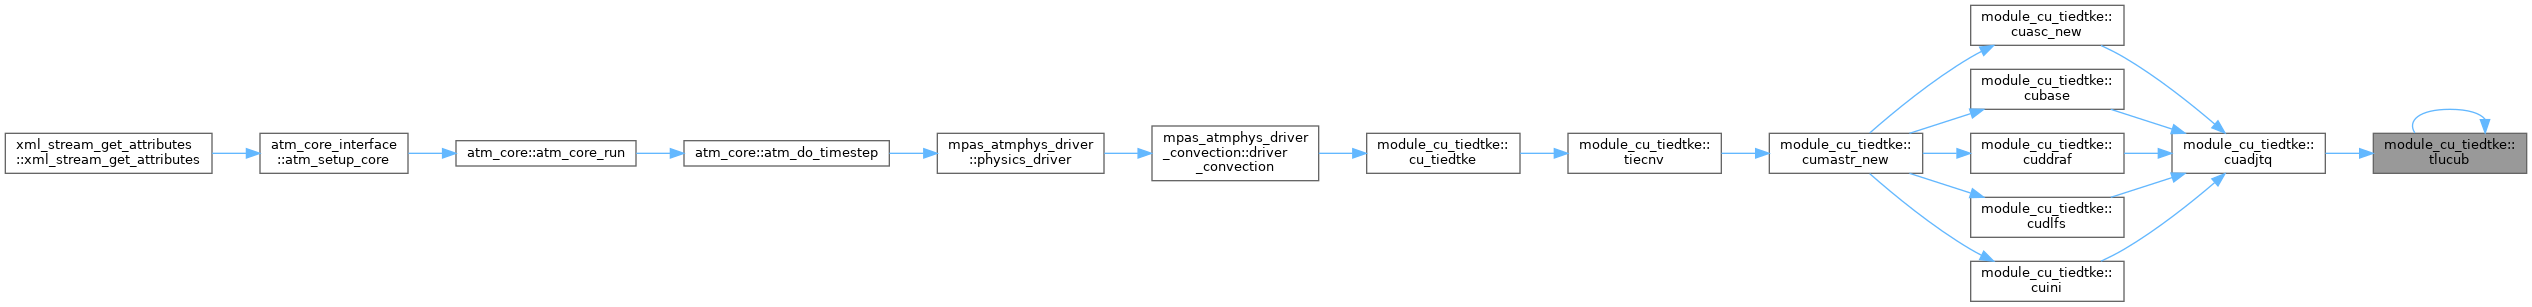 xml_stream_get_attributes
::xml_stream_get_attributes
atm_core_interface
::atm_setup_core
atm_core::atm_core_run
atm_core::atm_do_timestep
mpas_atmphys_driver
::physics_driver
mpas_atmphys_driver
_convection::driver
_convection
module_cu_tiedtke::
cu_tiedtke
module_cu_tiedtke::
tiecnv
module_cu_tiedtke::
cumastr_new
module_cu_tiedtke::
cuasc_new
module_cu_tiedtke::
cubase
module_cu_tiedtke::
cuddraf
module_cu_tiedtke::
cudlfs
module_cu_tiedtke::
cuini
module_cu_tiedtke::
cuadjtq
module_cu_tiedtke::
tlucub